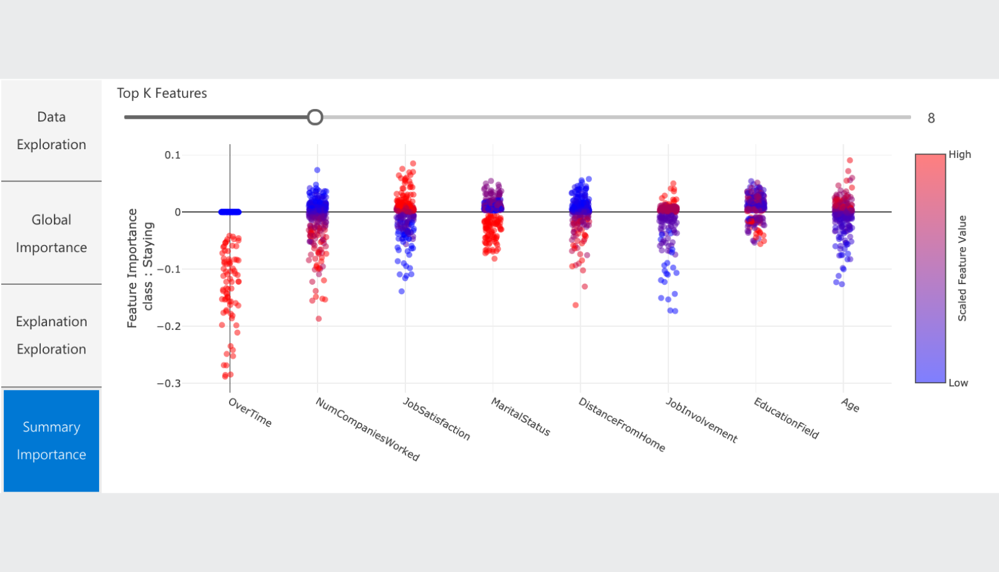 Data
Exploration
Global
Importance
Explanation
Exploration
Summary
Importance
Top K Features
8
0.1
0
−0.1
−0.2
−0.3
Feature Importance
class : Staying
OverTime
NumCompaniesWorked
JobSatisfaction
MaritalStatus
DistanceFromHome
JobInvolvement
EducationField
Age
High
Low
Scaled Feature Value